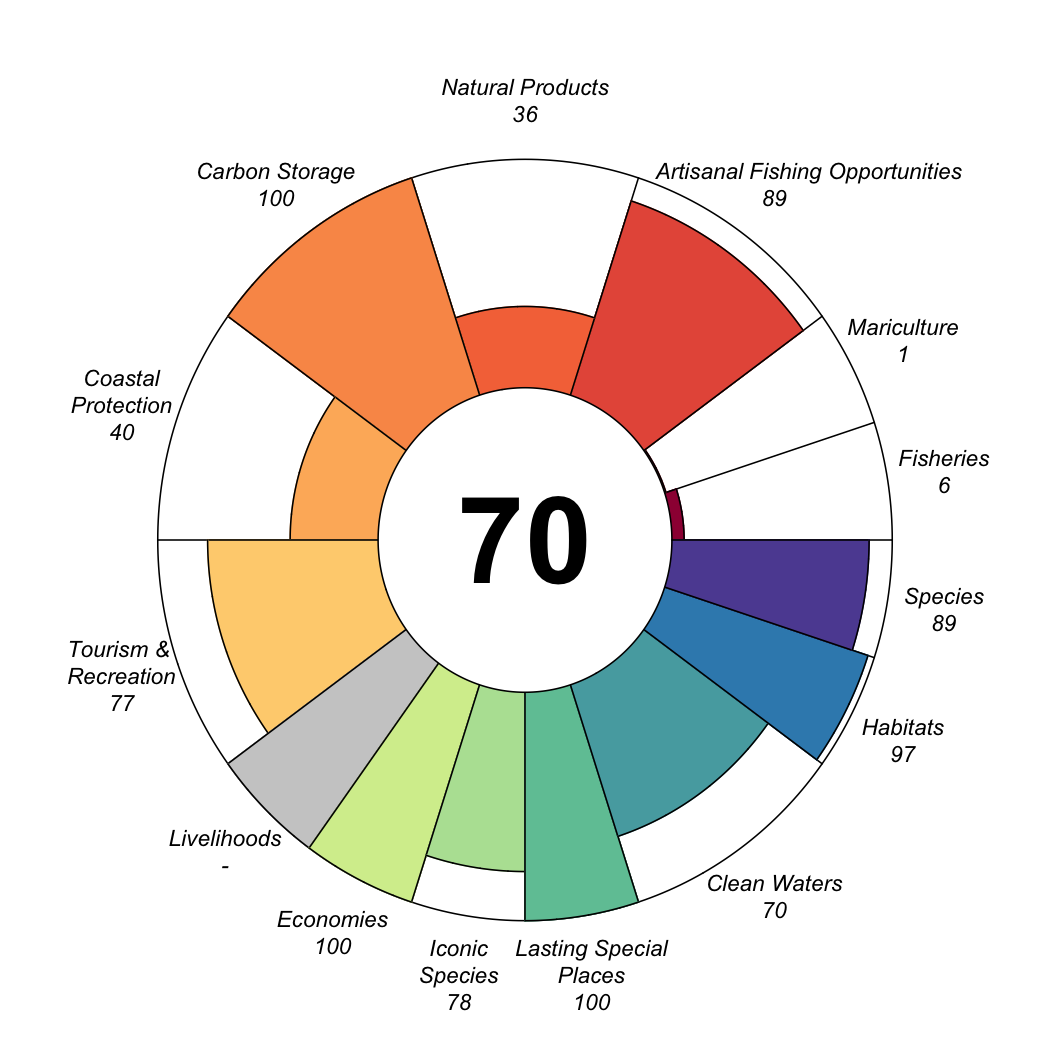 Natural Products
36
Carbon Storage
100
Artisanal Fishing Opportunities
89
Mariculture
1
Coastal
Protection
40
Fisheries
6
70
Species
89
Tourism &
Recreation
77
Habitats
97
Livelihoods
-
Clean Waters
70
Economies
100
Iconic
Species
78
Lasting Special
Places
100